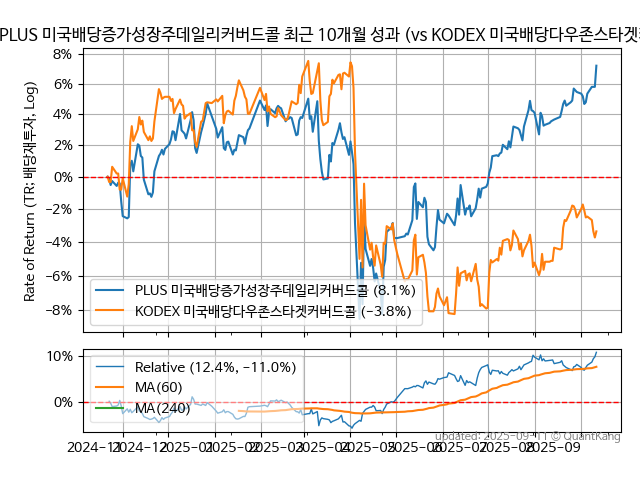 PLUS 미국배당증가성장주데일리커버드콜 최근 10개월 성과 (vs KODEX 미국배당다우존스타겟
8%
6%
4%
2%
0%
−2%
−4%
−6%
−8%
Rate of Return (TR: 배당재투자, Log)
PLUS 미국배당증가성장주데일리커버드콜 (8.1%)
KODEX 미국배당다우존스타겟커버드콜 (−3.8%)
10%
0%
Relative (12.4%, −11.0%)
MA(60)
MA(240)
updated: 2025-09-11 © QuantKang
2024-11 2024-12 2025-01 2025-02 2025-03 2025-04 2025-05 2025-06 2025-07 2025-08 2025-09